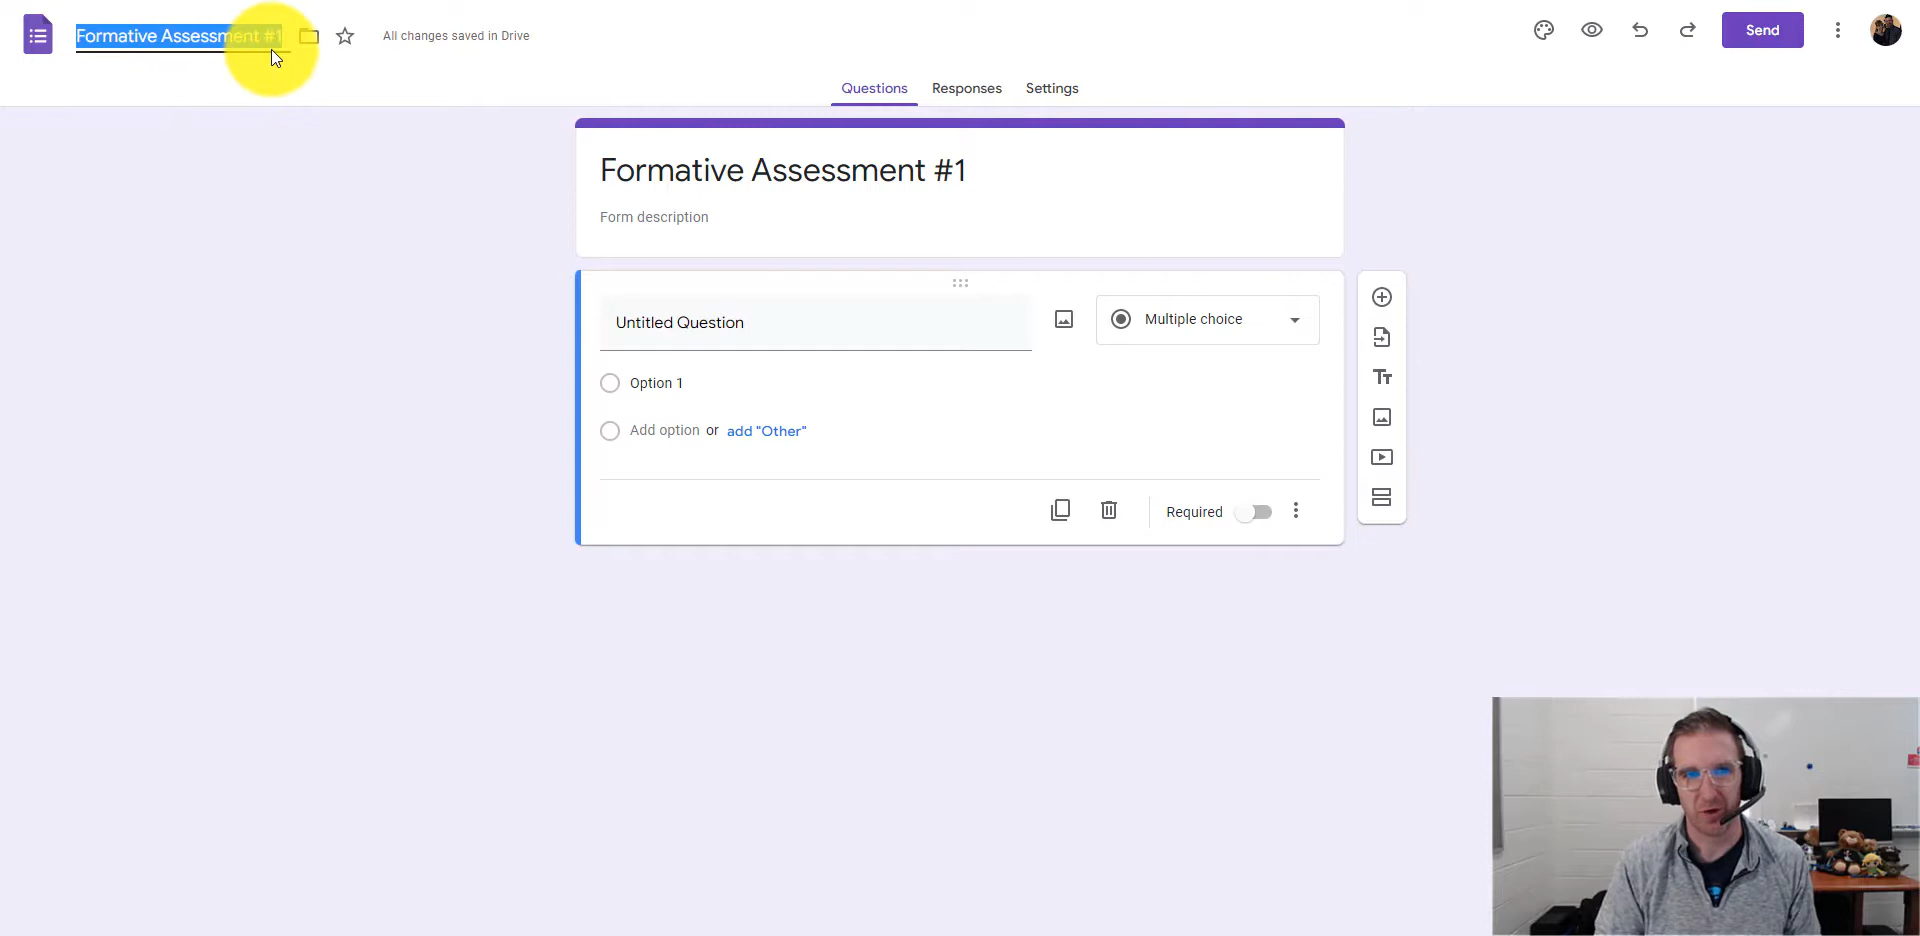 Formative Assessment #1
All changes saved in Drive
Send
Questions
Responses
Settings
Formative Assessment #1
Form description
Untitled Question
Multiple choice
Option 1
Add option or add "Other"
Required